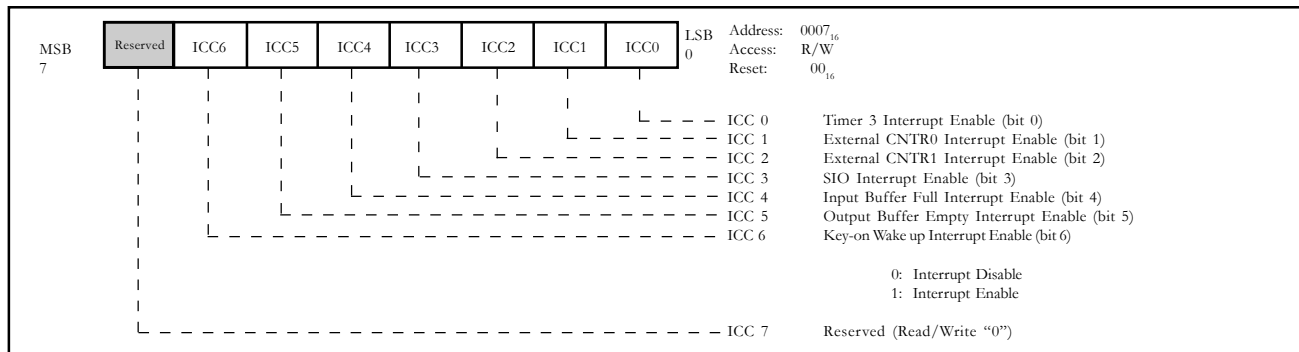 MSB
7
Reserved ICC6 ICC5 ICC4 ICC3 ICC2 ICC1 ICC0
LSB
0
Address: 0007₁₆
Access: R/W
Reset: 00₁₆
ICC 0 Timer 3 Interrupt Enable (bit 0)
ICC 1 External CNTR0 Interrupt Enable (bit 1)
ICC 2 External CNTR1 Interrupt Enable (bit 2)
ICC 3 SIO Interrupt Enable (bit 3)
ICC 4 Input Buffer Full Interrupt Enable (bit 4)
ICC 5 Output Buffer Empty Interrupt Enable (bit 5)
ICC 6 Key-on Wake up Interrupt Enable (bit 6)
0: Interrupt Disable
1: Interrupt Enable
ICC 7 Reserved (Read/Write “0”)